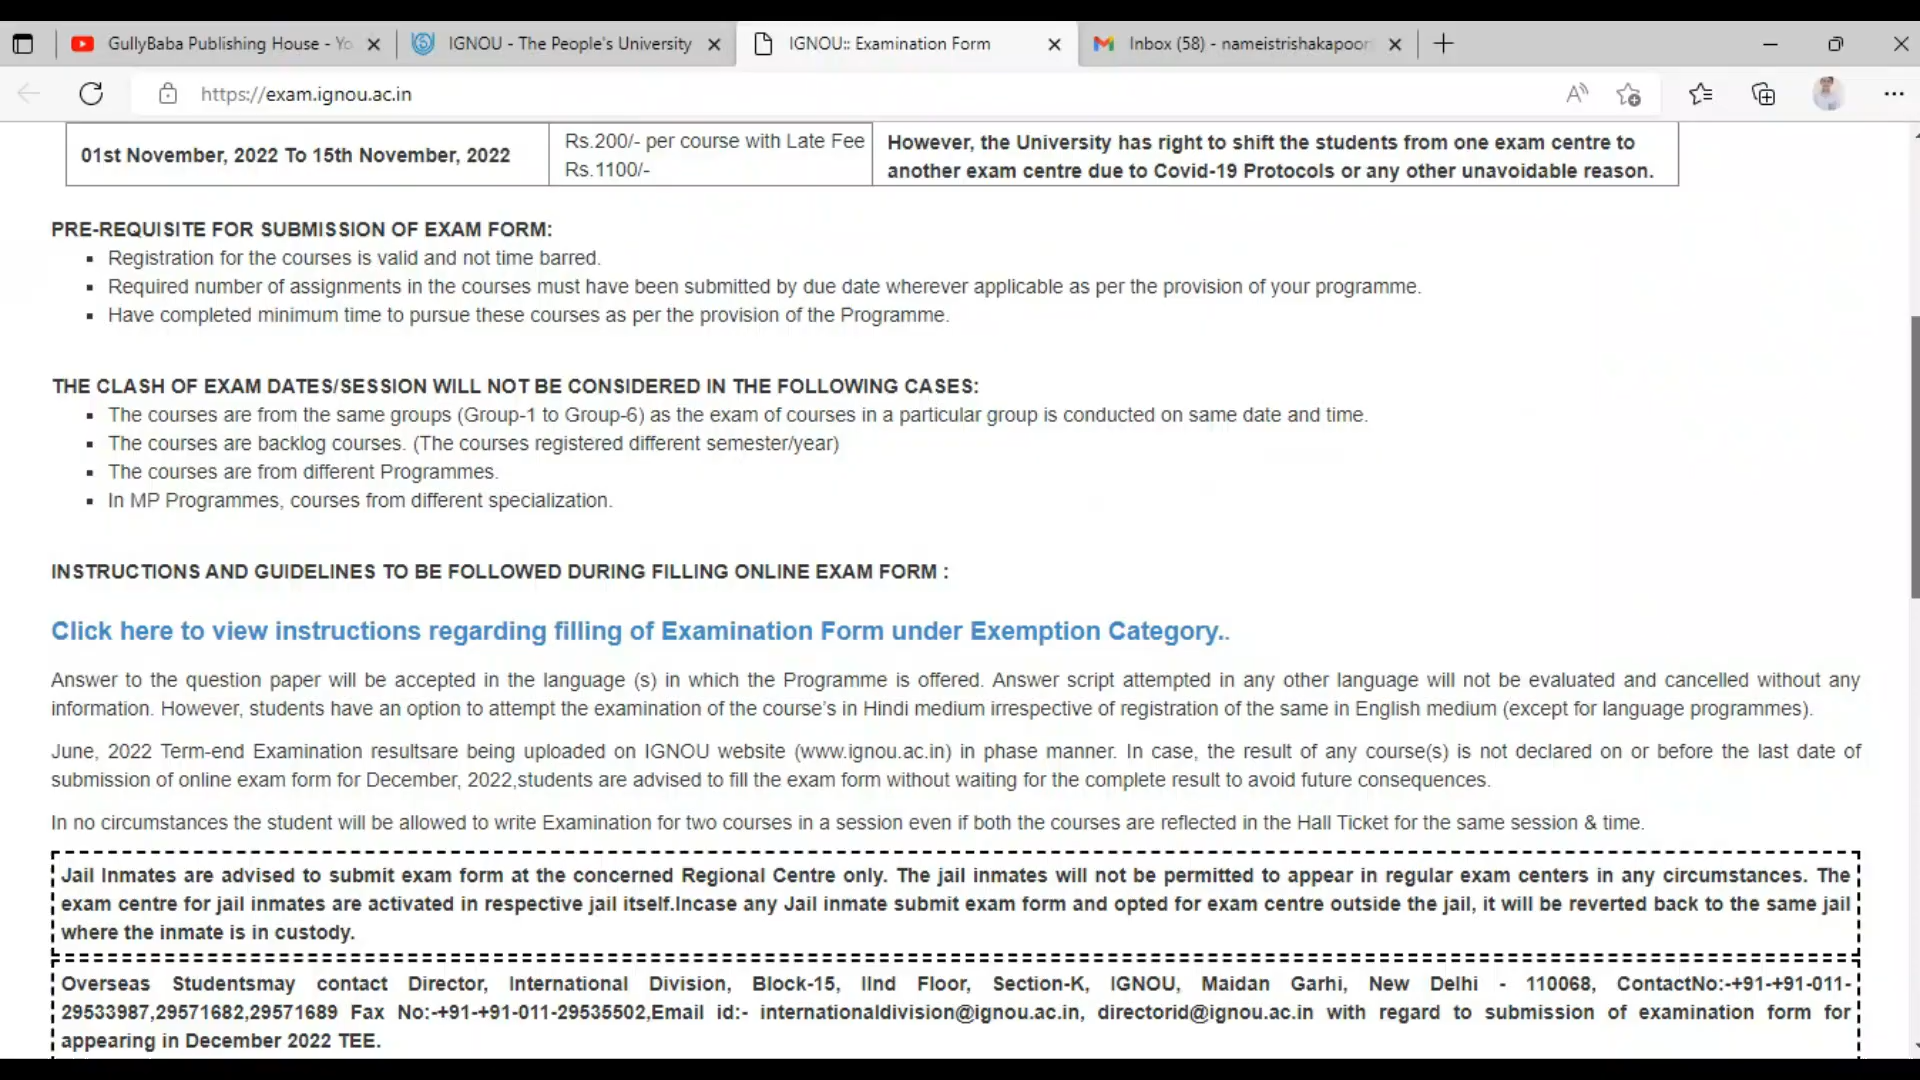 GullyBaba Publishing House - Yo
IGNOU - The People's University
IGNOU:: Examination Form
Inbox (58) - nameistrishakapoor
https://exam.ignou.ac.in
01st November, 2022 To 15th November, 2022
Rs.200/- per course with Late Fee
Rs.1100/-
However, the University has right to shift the students from one exam centre to
another exam centre due to Covid-19 Protocols or any other unavoidable reason.
PRE-REQUISITE FOR SUBMISSION OF EXAM FORM:
▪ Registration for the courses is valid and not time barred.
▪ Required number of assignments in the courses must have been submitted by due date wherever applicable as per the provision of your programme.
▪ Have completed minimum time to pursue these courses as per the provision of the Programme.
THE CLASH OF EXAM DATES/SESSION WILL NOT BE CONSIDERED IN THE FOLLOWING CASES:
▪ The courses are from the same groups (Group-1 to Group-6) as the exam of courses in a particular group is conducted on same date and time.
▪ The courses are backlog courses. (The courses registered different semester/year)
▪ The courses are from different Programmes.
▪ In MP Programmes, courses from different specialization.
INSTRUCTIONS AND GUIDELINES TO BE FOLLOWED DURING FILLING ONLINE EXAM FORM :
Click here to view instructions regarding filling of Examination Form under Exemption Category..
Answer to the question paper will be accepted in the language (s) in which the Programme is offered. Answer script attempted in any other language will not be evaluated and cancelled without any
information. However, students have an option to attempt the examination of the course's in Hindi medium irrespective of registration of the same in English medium (except for language programmes).
June, 2022 Term-end Examination resultsare being uploaded on IGNOU website (www.ignou.ac.in) in phase manner. In case, the result of any course(s) is not declared on or before the last date of
submission of online exam form for December, 2022,students are advised to fill the exam form without waiting for the complete result to avoid future consequences.
In no circumstances the student will be allowed to write Examination for two courses in a session even if both the courses are reflected in the Hall Ticket for the same session & time.
Jail Inmates are advised to submit exam form at the concerned Regional Centre only. The jail inmates will not be permitted to appear in regular exam centers in any circumstances. The
exam centre for jail inmates are activated in respective jail itself.Incase any Jail inmate submit exam form and opted for exam centre outside the jail, it will be reverted back to the same jail
where the inmate is in custody.
Overseas Studentsmay contact Director, International Division, Block-15, IInd Floor, Section-K, IGNOU, Maidan Garhi, New Delhi - 110068, ContactNo:-+91-+91-011-
29533987,29571682,29571689 Fax No:-+91-+91-011-29535502,Email id:- internationaldivision@ignou.ac.in, directorid@ignou.ac.in with regard to submission of examination form for
appearing in December 2022 TEE.